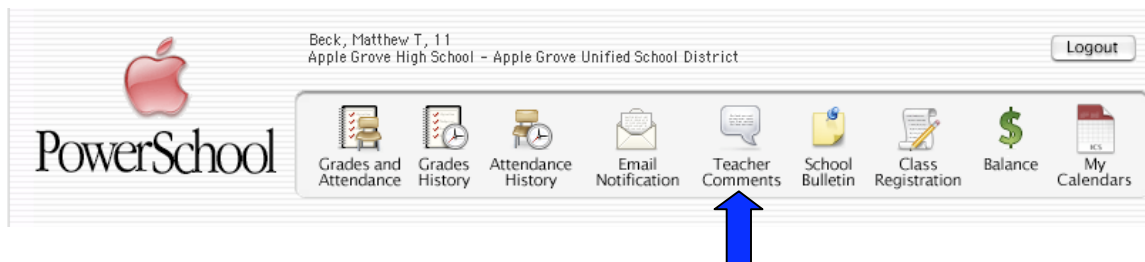 Beck, Matthew T, 11
Apple Grove High School - Apple Grove Unified School District
Logout
PowerSchool
Grades and
Attendance
Grades
History
Attendance
History
Email
Notification
Teacher
Comments
School
Bulletin
Class
Registration
Balance
ICS
My
Calendars